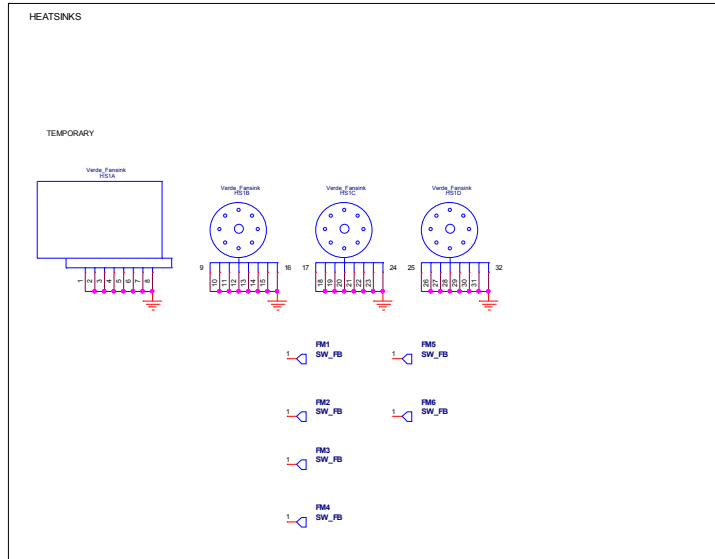 HEATSINKS
TEMPORARY
Verde_Fansink
HS1A
Verde_Fansink
HS1B
Verde_Fansink
HS1C
Verde_Fansink
HS1D
1 2 3 4 5 6 7 8
9 10 11 12 13 14 15 16
17 18 19 20 21 22 23 24
25 26 27 28 29 30 31 32
1 FM1
SW_FB
1 FM5
SW_FB
1 FM2
SW_FB
1 FM6
SW_FB
1 FM3
SW_FB
1 FM4
SW_FB